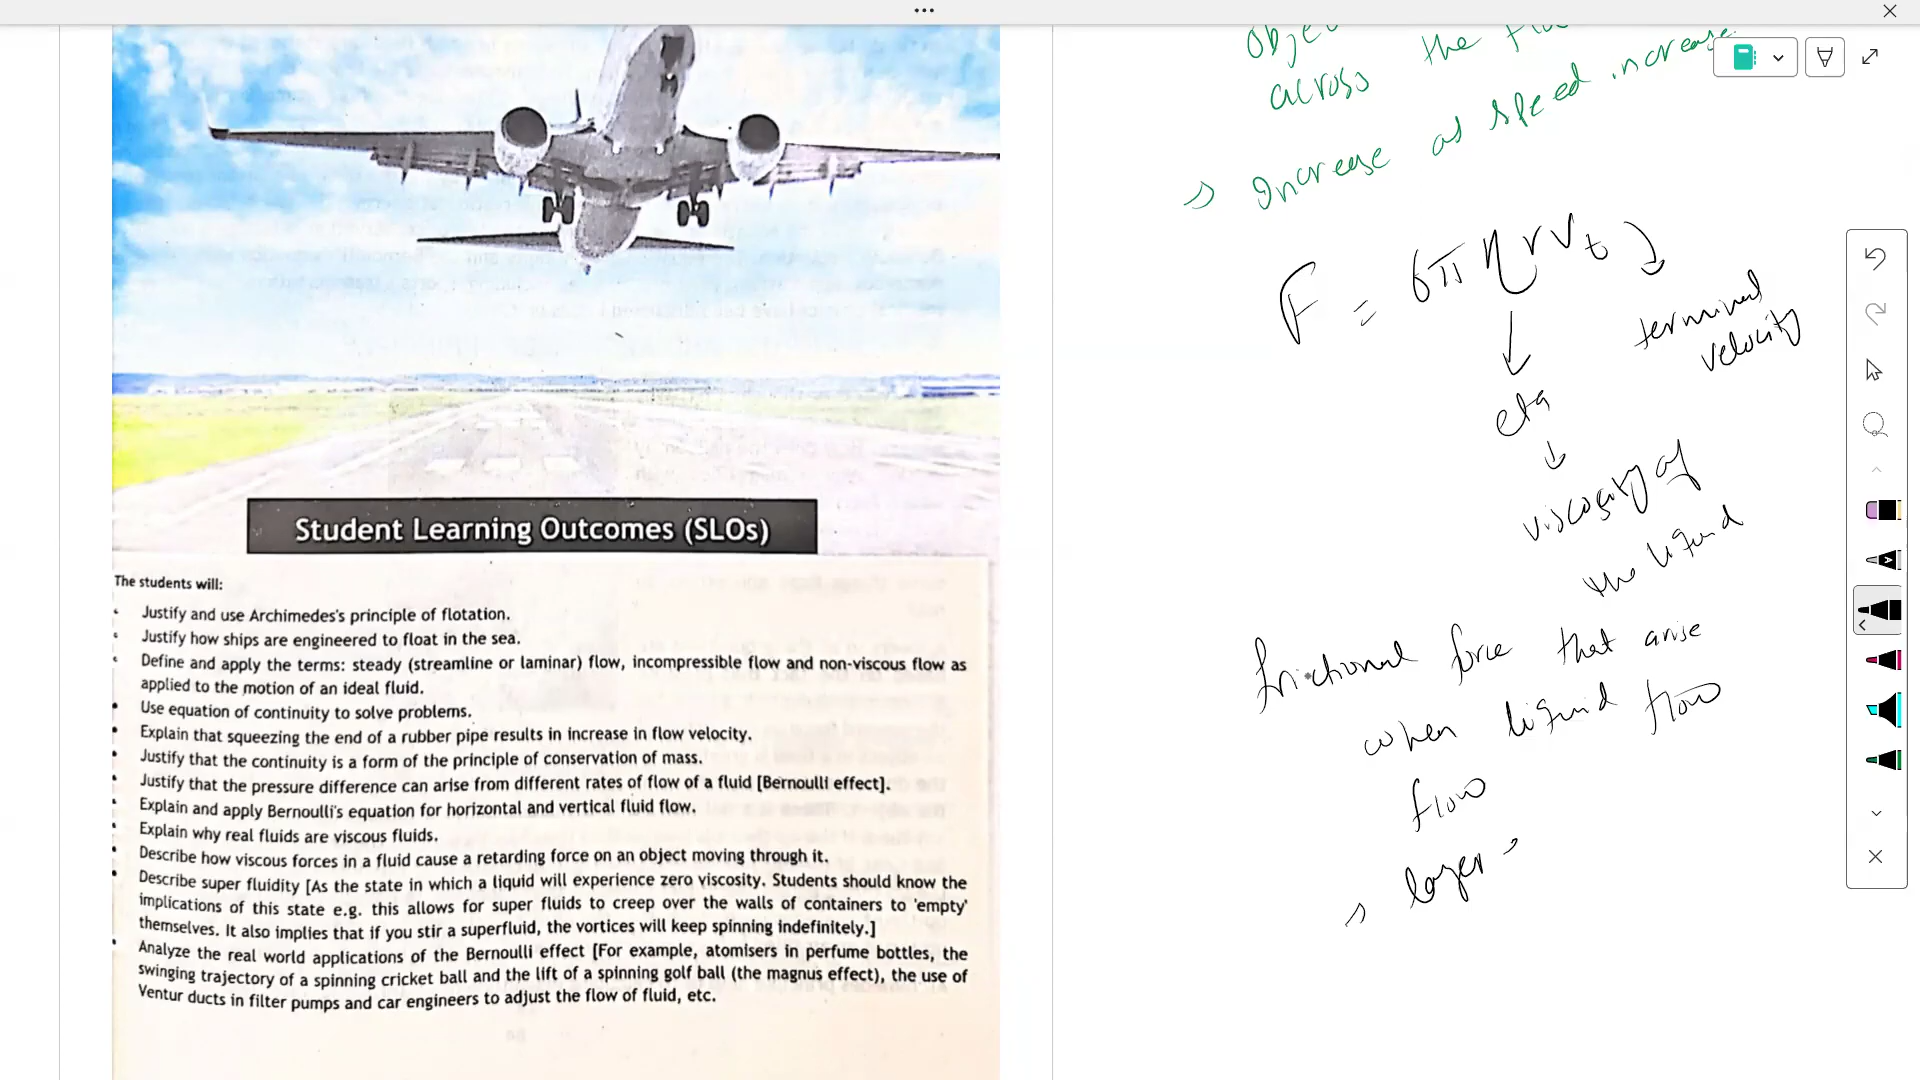 Student Learning Outcomes (SLOs)
The students will:
Justify and use Archimedes's principle of flotation.
Justify how ships are engineered to float in the sea.
Define and apply the terms: steady (streamline or laminar) flow, incompressible flow and non-viscous flow as
applied to the motion of an ideal fluid.
Use equation of continuity to solve problems.
Explain that squeezing the end of a rubber pipe results in increase in flow velocity.
Justify that the continuity is a form of the principle of conservation of mass.
Justify that the pressure difference can arise from different rates of flow of a fluid [Bernoulli effect].
Explain and apply Bernoulli's equation for horizontal and vertical fluid flow.
Explain why real fluids are viscous fluids.
Describe how viscous forces in a fluid cause a retarding force on an object moving through it.
Describe super fluidity [As the state in which a liquid will experience zero viscosity. Students should know the
implications of this state e.g. this allows for super fluids to creep over the walls of containers to 'empty'
themselves. It also implies that if you stir a superfluid, the vortices will keep spinning indefinitely.]
Analyze the real world applications of the Bernoulli effect [For example, atomisers in perfume bottles, the
swinging trajectory of a spinning cricket ball and the lift of a spinning golf ball (the magnus effect), the use of
Ventur ducts in filter pumps and car engineers to adjust the flow of fluid, etc.
the
across
Increase as speed increase
F = 6πηrvt
terminal
velocity
eta
viscosity of
the liquid
frictional force that arise
when liquid flow
flow
layer